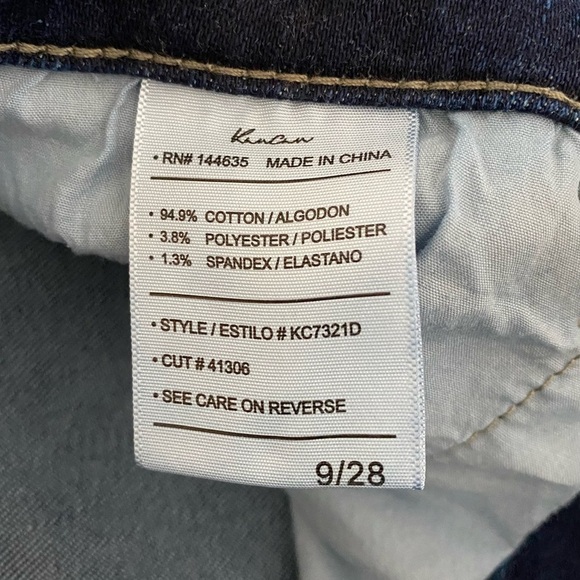 KanCan
• RN# 144635 MADE IN CHINA
• 94.9% COTTON / ALGODON
• 3.8% POLYESTER / POLIESTER
• 1.3% SPANDEX / ELASTANO
• STYLE / ESTILO # KC7321D
• CUT # 41306
• SEE CARE ON REVERSE
9/28